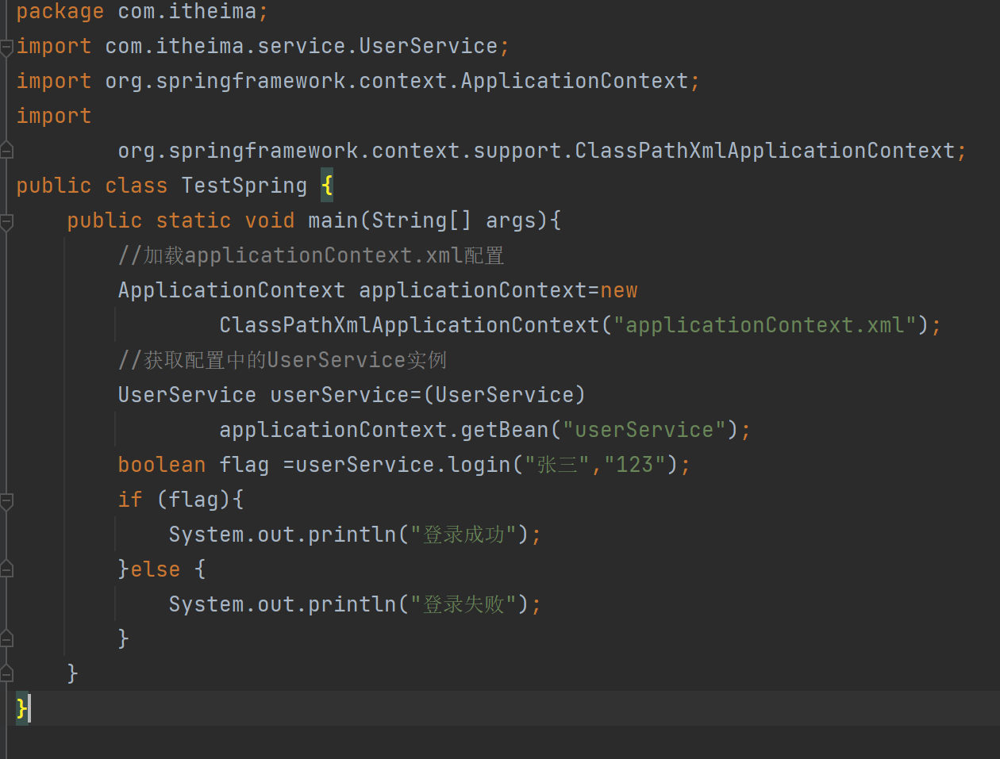 package com.itheima;
import com.itheima.service.UserService;
import org.springframework.context.ApplicationContext;
import
org.springframework.context.support.ClassPathXmlApplicationContext;
public class TestSpring {
public static void main(String[] args){
//加载applicationContext.xml配置
ApplicationContext applicationContext=new
ClassPathXmlApplicationContext("applicationContext.xml");
//获取配置中的UserService实例
UserService userService=(UserService)
applicationContext.getBean("userService");
boolean flag =userService.login("张三","123");
if (flag){
System.out.println("登录成功");
}else {
System.out.println("登录失败");
}
}
}